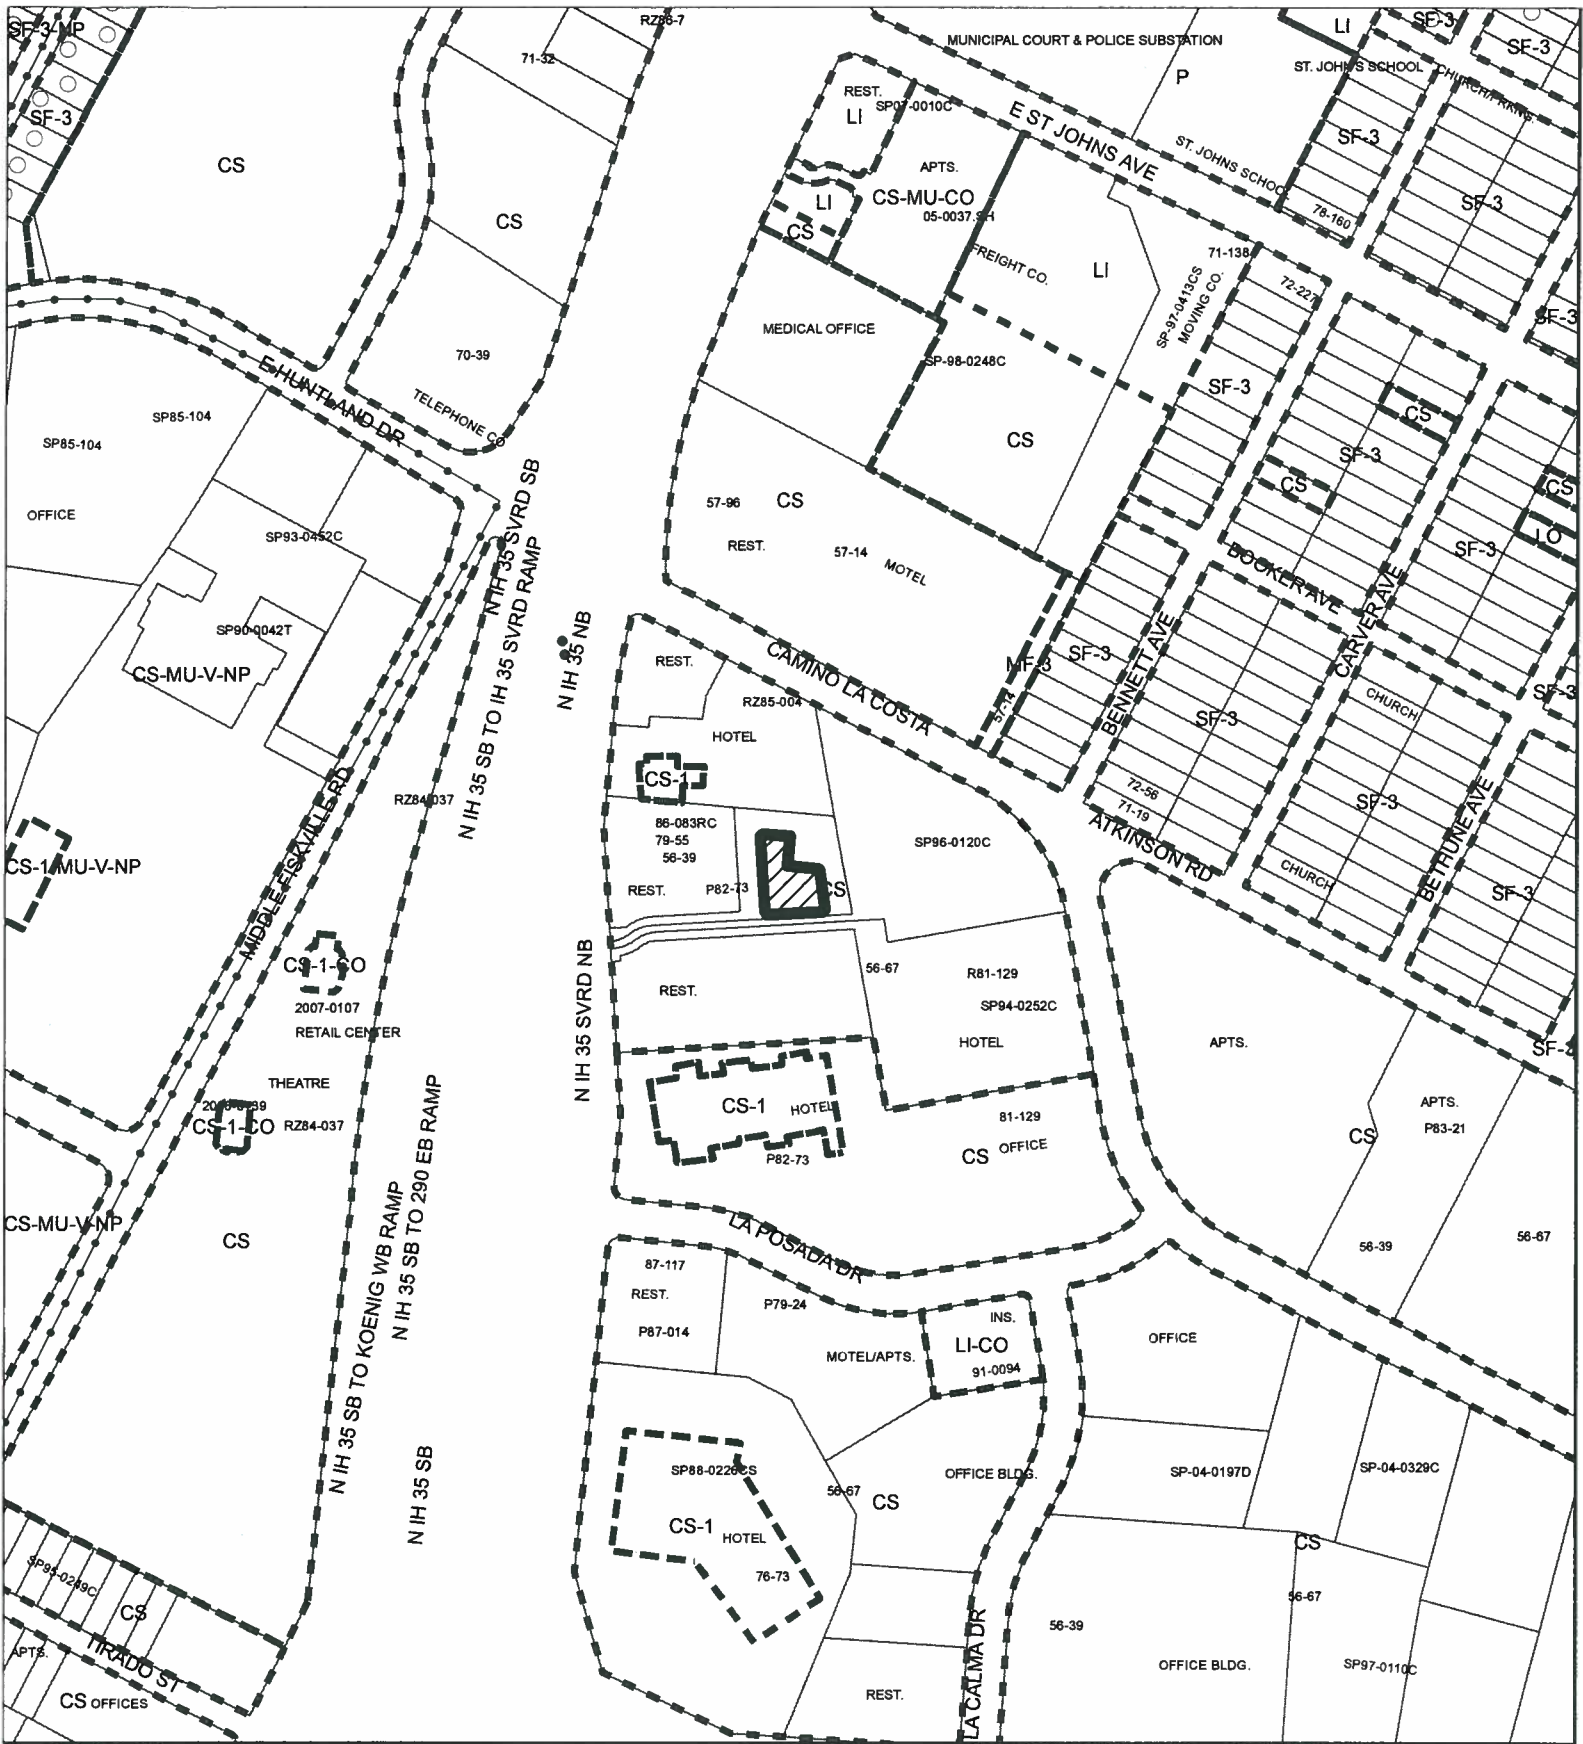 SF-3-NP
RZ86-7
71-32
MUNICIPAL COURT & POLICE SUBSTATION
LI
SF-3
SF-3
ST. JOHN'S SCHOOL
P
REST.
SP07-0010C
LI
E ST JOHNS AVE
SF-3
SF-3
CS
APTS.
ST. JOHNS SCHOOL
CS-MU-CO
LI
05-0037.SH
SF-3
78-160
CS
CS
71-138
FREIGHT CO.
LI
SP-97-0413CS
MOVING CO.
72-227
SF-3
MEDICAL OFFICE
70-39
SP-98-0248C
E HUNTLAND DR
TELEPHONE CO
SF-3
SP85-104
SP85-104
CS
CS
SF-3
CS
CS
57-96
CS
OFFICE
SP93-0452C
N IH 35 SVRD SB
N IH 35 SB TO IH 35 SVRD RAMP
REST.
57-14
MOTEL
LO
SF-3
BOOKER AVE
CARVER AVE
SP90-0042T
N IH 35 NB
CS-MU-V-NP
REST.
CAMINO LA COSTA
MF-3
SF-3
57-14
BENNETT AVE
SF-3
SF-3
CHURCH
RZ85-004
HOTEL
CS-1
MIDDLE FISKVILLE RD
RZ84-037
72-56
71-19
SF-3
BETHUNE AVE
86-083RC
79-55
56-39
ATKINSON RD
SP96-0120C
CS-1-MU-V-NP
REST.
P82-73
CS
CHURCH
SF-3
CS-1-CO
2007-0107
RETAIL CENTER
N IH 35 SVRD NB
REST.
56-67
R81-129
SP94-0252C
HOTEL
APTS.
SF-3
THEATRE
CS-1-CO
RZ84-037
N IH 35 SB TO 290 EB RAMP
CS-1
HOTEL
P82-73
81-129
OFFICE
CS
APTS.
P83-21
CS
CS-MU-V-NP
CS
N IH 35 SB TO KOENIG WB RAMP
LA POSADA DR
56-39
56-67
87-117
REST.
P87-014
P79-24
MOTEL/APTS.
INS.
LI-CO
91-0094
OFFICE
N IH 35 SB
SP88-0226CS
56-67
CS
OFFICE BLDG.
SP-04-0197D
SP-04-0329C
CS-1
HOTEL
76-73
CS
56-67
SP95-0249C
CS
TIRADO ST
APTS.
CS OFFICES
REST.
LA CALMA DR
56-39
OFFICE BLDG.
SP97-0110C